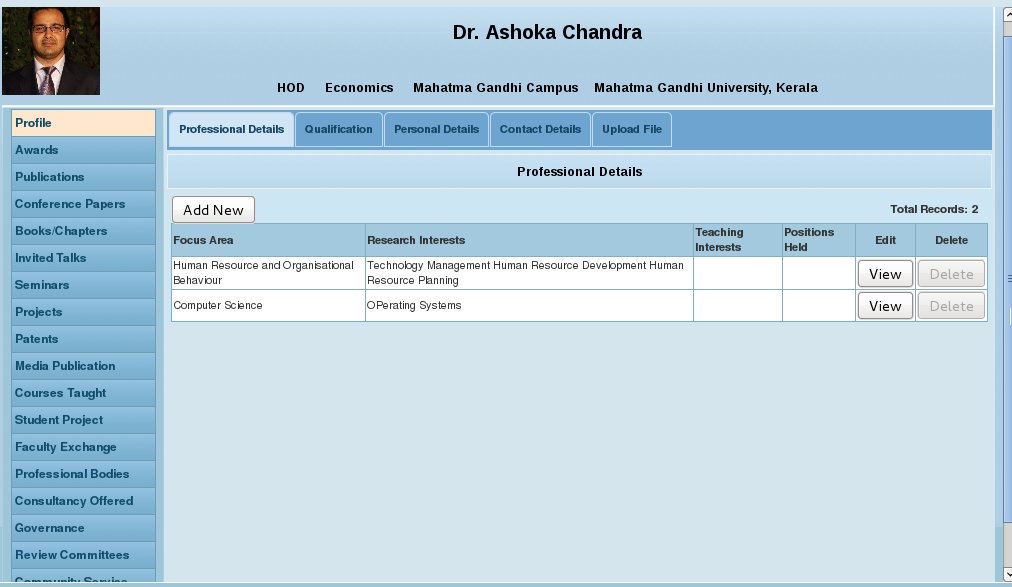 Dr. Ashoka Chandra
HOD Economics Mahatma Gandhi Campus Mahatma Gandhi University, Kerala
Profile
Awards
Publications
Conference Papers
Books/Chapters
Invited Talks
Seminars
Projects
Patents
Media Publication
Courses Taught
Student Project
Faculty Exchange
Professional Bodies
Consultancy Offered
Governance
Review Committees
Community Service
Professional Details Qualification Personal Details Contact Details Upload File
Professional Details
Add New Total Records: 2
Focus Area Research Interests Teaching Interests Positions Held Edit Delete
Human Resource and Organisational Behaviour Technology Management Human Resource Development Human Resource Planning View Delete
Computer Science OPerating Systems View Delete